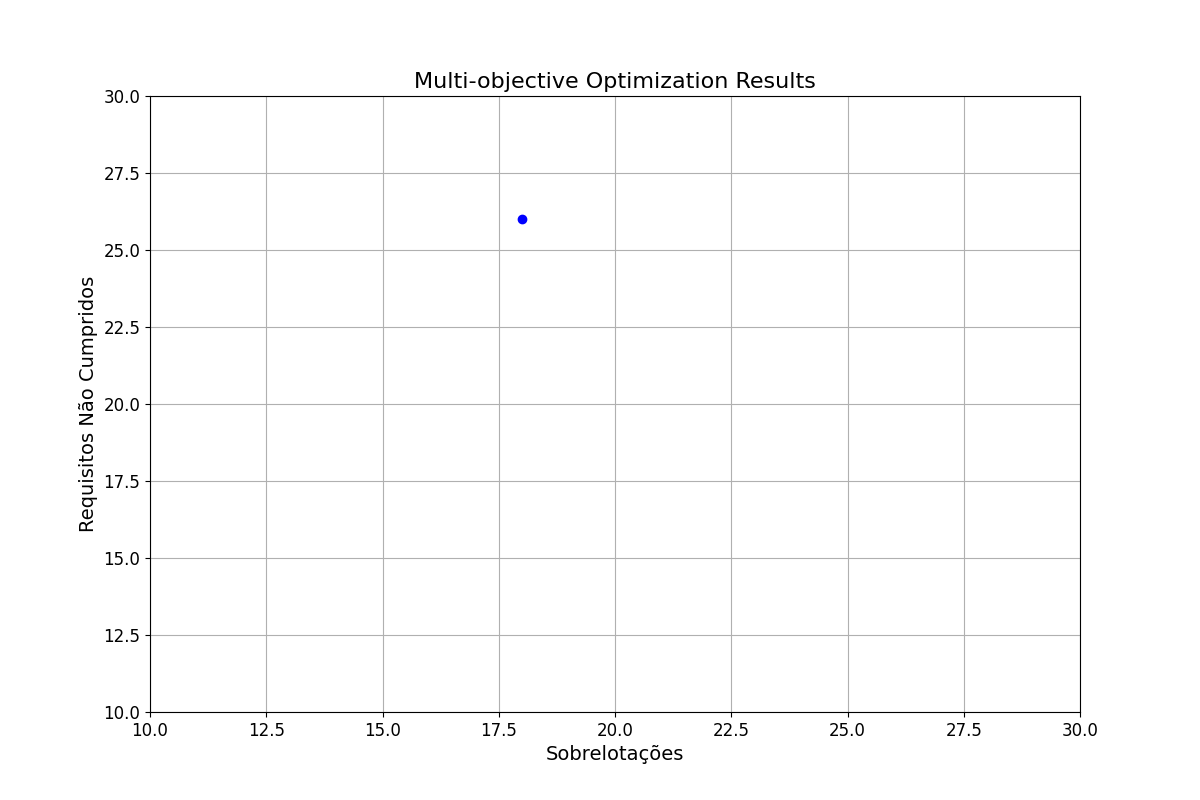 Multi-objective Optimization Results
30.0
27.5
25.0
22.5
20.0
17.5
15.0
12.5
10.0
Requisitos Não Cumpridos
10.0 12.5 15.0 17.5 20.0 22.5 25.0 27.5 30.0
Sobrelotações